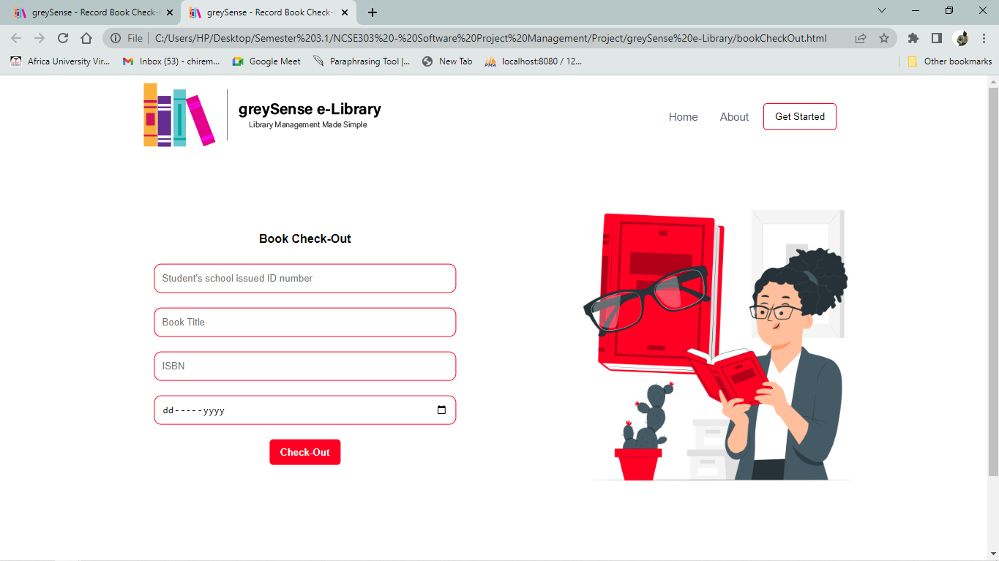 greySense - Record Book Check-
greySense - Record Book Check-
File
C:/Users/HP/Desktop/Semester%203.1/NCSE303%20-%20Software%20Project%20Management/Project/greySense%20e-Library/bookCheckOut.html
Africa University Vir...
Inbox (53) - chirem...
Google Meet
Paraphrasing Tool |...
New Tab
PMA
localhost:8080 / 12...
Other bookmarks
greySense e-Library
Library Management Made Simple
Home
About
Get Started
Book Check-Out
Student's school issued ID number
Book Title
ISBN
dd-----yyyy
Check-Out